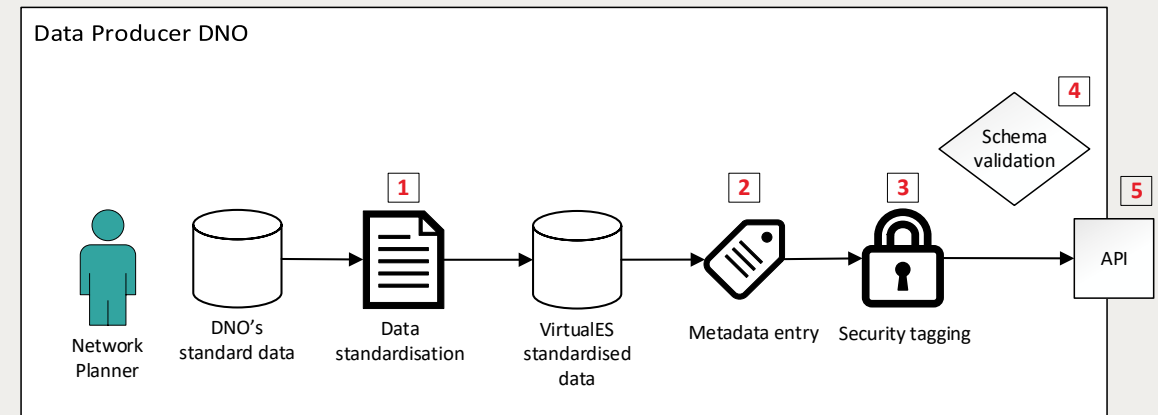 Data Producer DNO
4
Schema
validation
1
2
3
5
API
Network
Planner
DNO's
standard data
Data
standardisation
VirtualES
standardised
data
Metadata entry
Security tagging